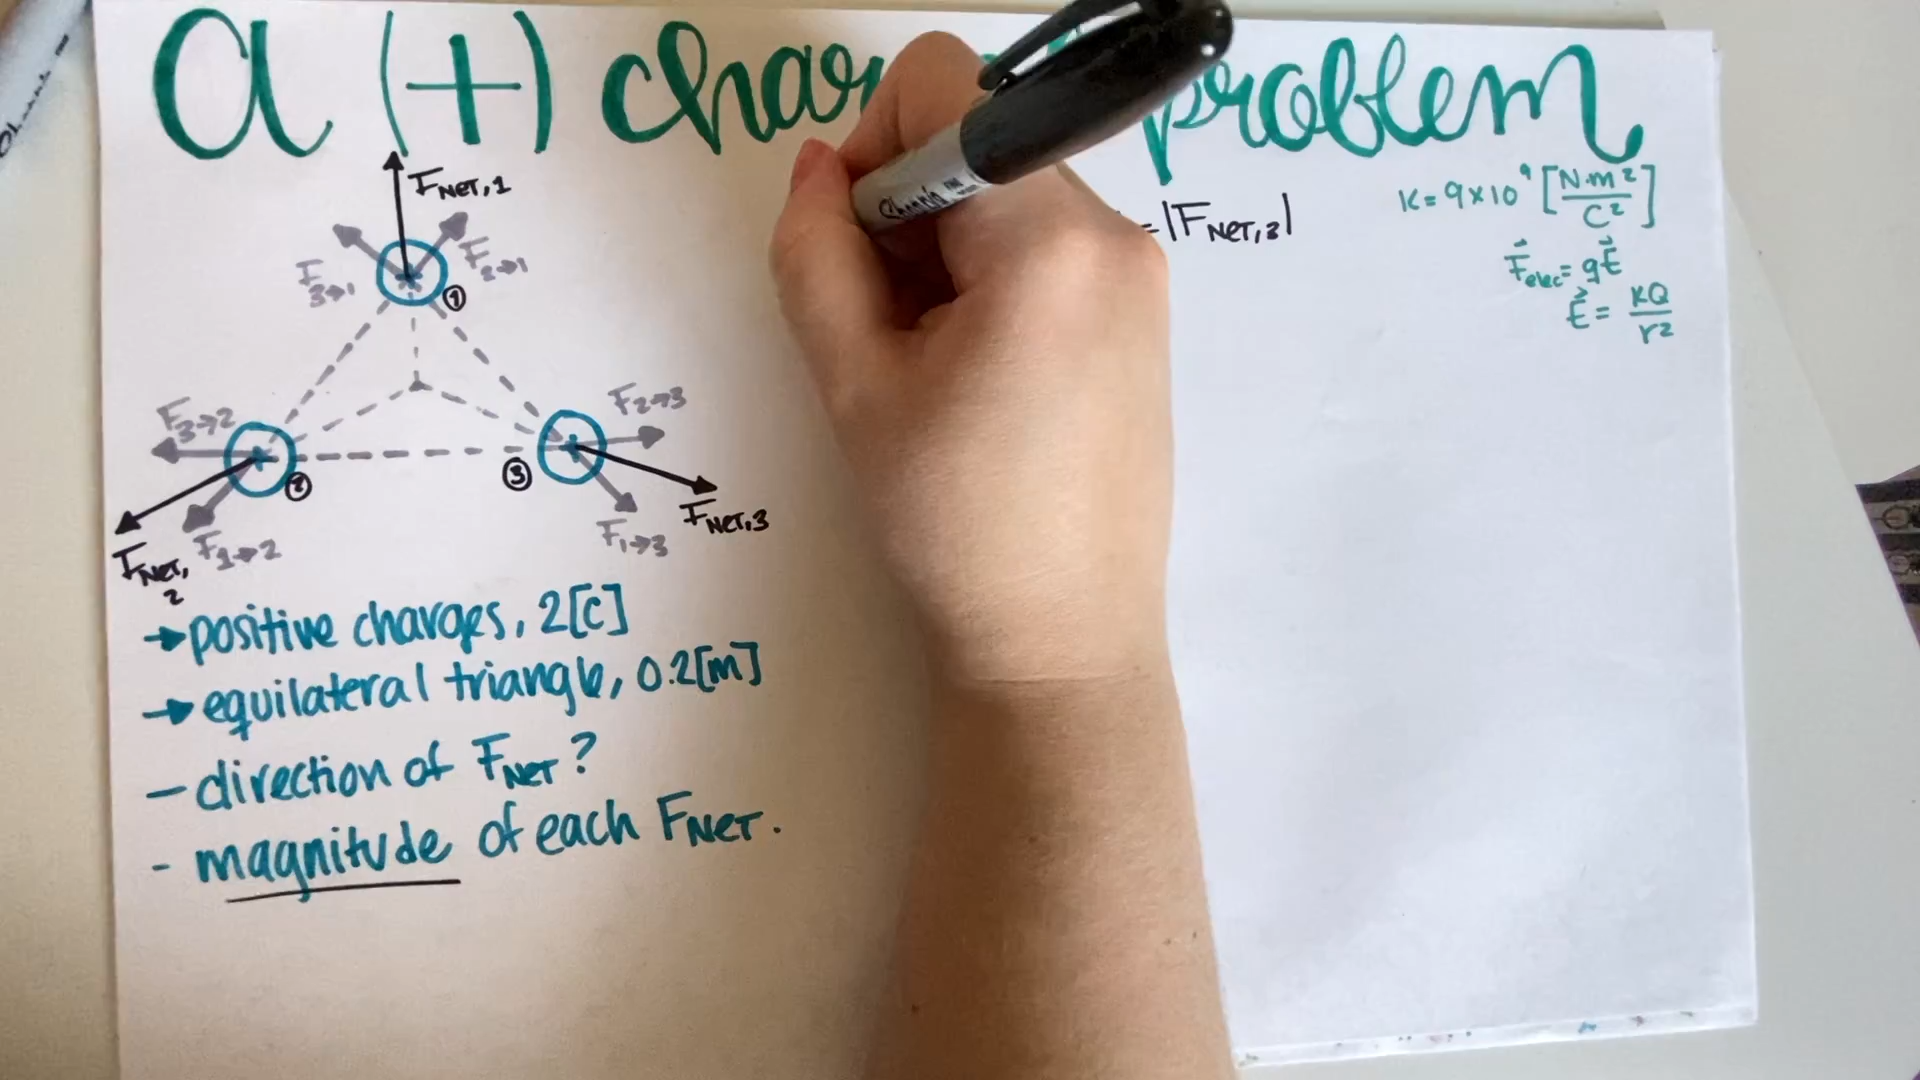 a (+) char problem
F NET,1
F 3→1
F 2→1
1
K = 9 × 10⁹ [N·m²/C²]
= |F NET,3|
F⃗ elec = qE⃗
E⃗ = KQ/r²
F 3→2
F 2→3
2
3
F NET,2
F 1→2
F 1→3
F NET,3
→ positive charges, 2[C]
→ equilateral triangle, 0.2[m]
– direction of F NET?
- magnitude of each F NET.
Sharpie